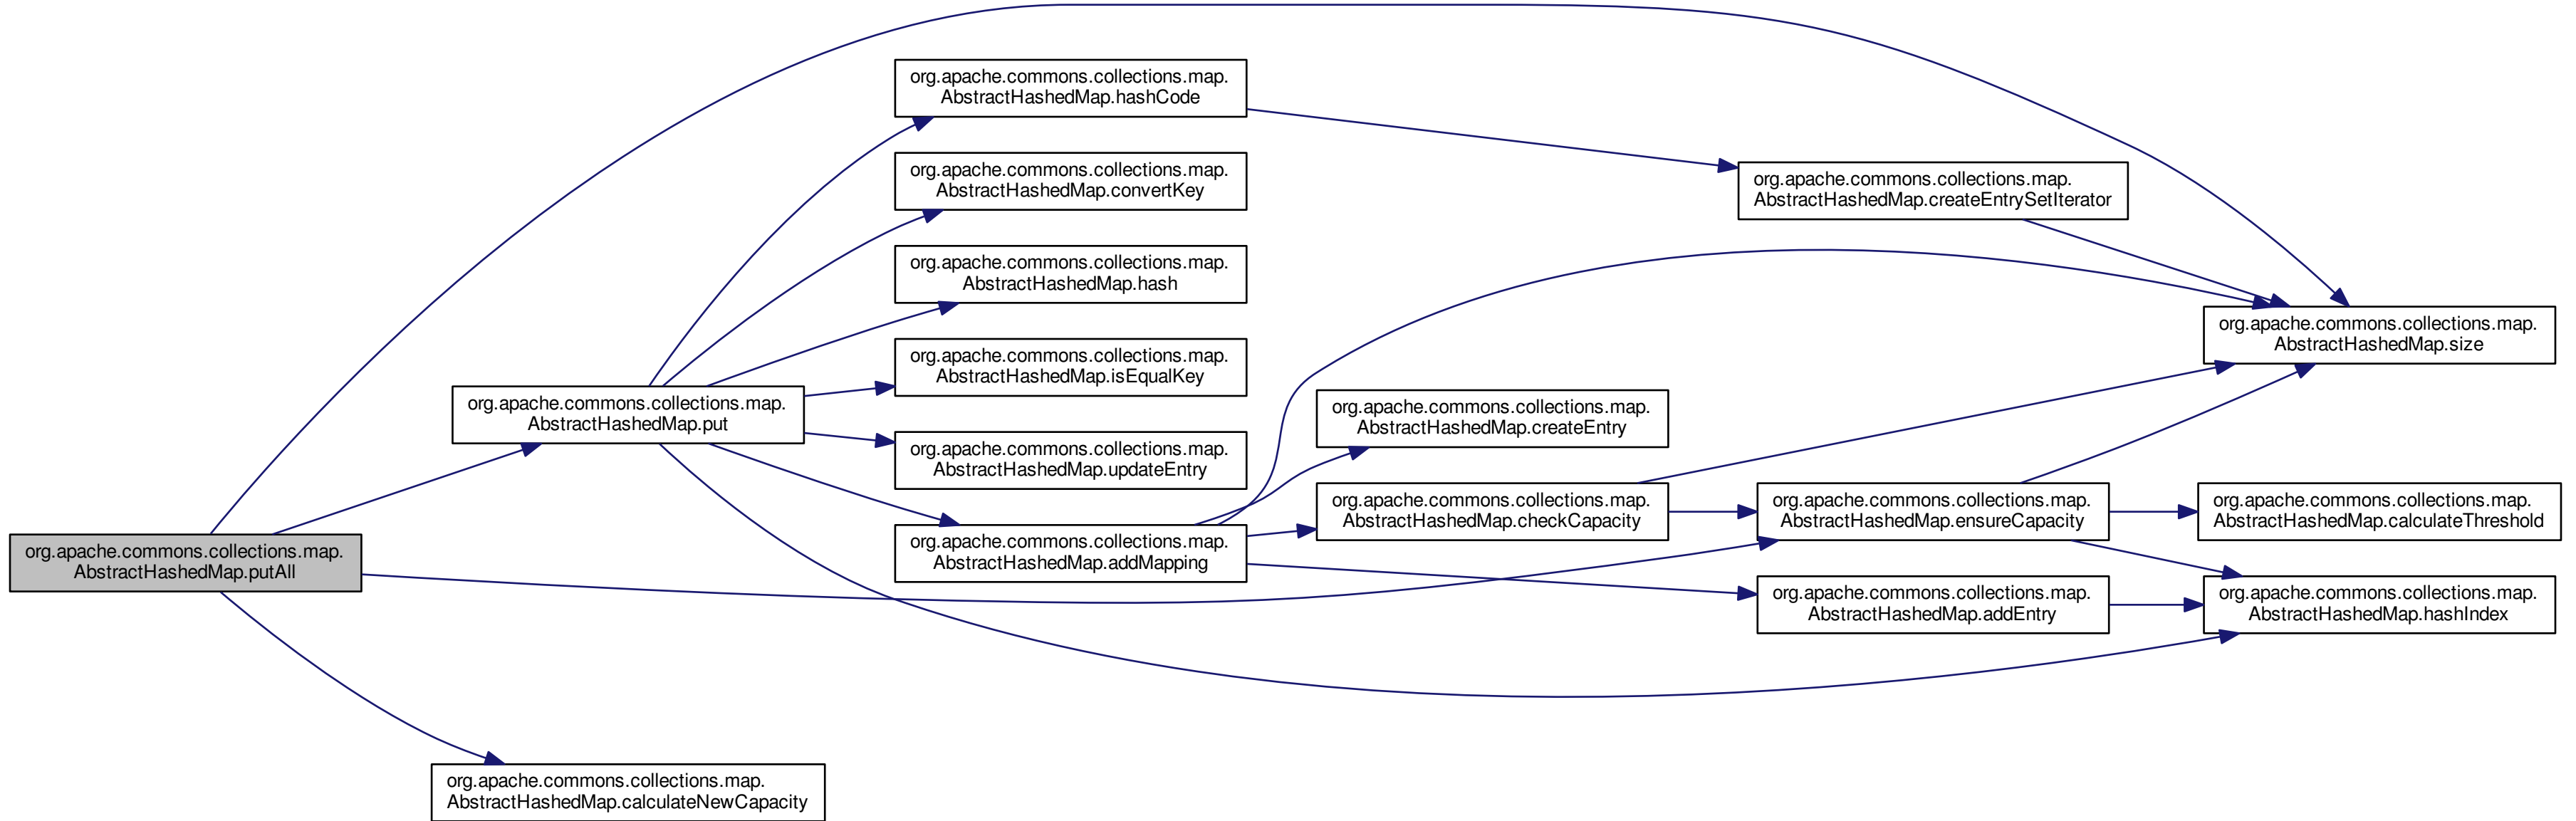 org.apache.commons.collections.map.
AbstractHashedMap.hashCode
org.apache.commons.collections.map.
AbstractHashedMap.convertKey
org.apache.commons.collections.map.
AbstractHashedMap.createEntrySetIterator
org.apache.commons.collections.map.
AbstractHashedMap.hash
org.apache.commons.collections.map.
AbstractHashedMap.size
org.apache.commons.collections.map.
AbstractHashedMap.isEqualKey
org.apache.commons.collections.map.
AbstractHashedMap.put
org.apache.commons.collections.map.
AbstractHashedMap.createEntry
org.apache.commons.collections.map.
AbstractHashedMap.updateEntry
org.apache.commons.collections.map.
AbstractHashedMap.checkCapacity
org.apache.commons.collections.map.
AbstractHashedMap.ensureCapacity
org.apache.commons.collections.map.
AbstractHashedMap.calculateThreshold
org.apache.commons.collections.map.
AbstractHashedMap.putAll
org.apache.commons.collections.map.
AbstractHashedMap.addMapping
org.apache.commons.collections.map.
AbstractHashedMap.addEntry
org.apache.commons.collections.map.
AbstractHashedMap.hashIndex
org.apache.commons.collections.map.
AbstractHashedMap.calculateNewCapacity